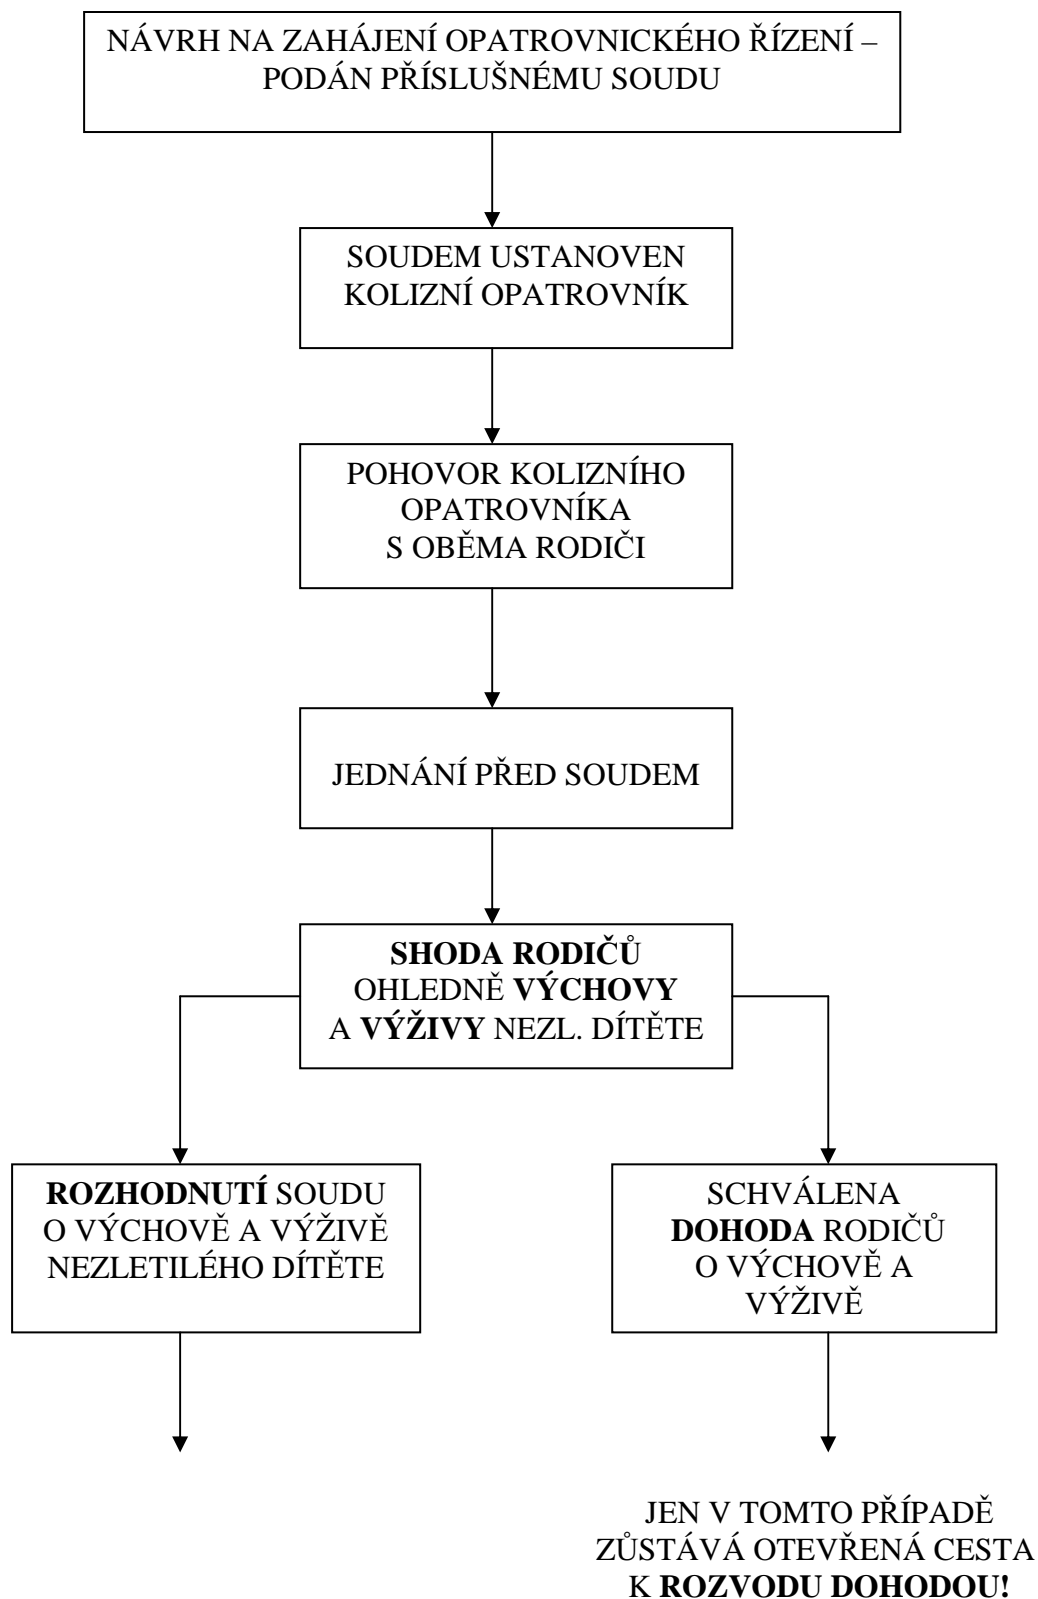 NÁVRH NA ZAHÁJENÍ OPATROVNICKÉHO ŘÍZENÍ –
PODÁN PŘÍSLUŠNÉMU SOUDU
SOUDEM USTANOVEN
KOLIZNÍ OPATROVNÍK
POHOVOR KOLIZNÍHO
OPATROVNÍKA
S OBĚMA RODIČI
JEDNÁNÍ PŘED SOUDEM
SHODA RODIČŮ
OHLEDNĚ VÝCHOVY
A VÝŽIVY NEZL. DÍTĚTE
ROZHODNUTÍ SOUDU
O VÝCHOVĚ A VÝŽIVĚ
NEZLETILÉHO DÍTĚTE
SCHVÁLENA
DOHODA RODIČŮ
O VÝCHOVĚ A
VÝŽIVĚ
JEN V TOMTO PŘÍPADĚ
ZŮSTÁVÁ OTEVŘENÁ CESTA
K ROZVODU DOHODOU!